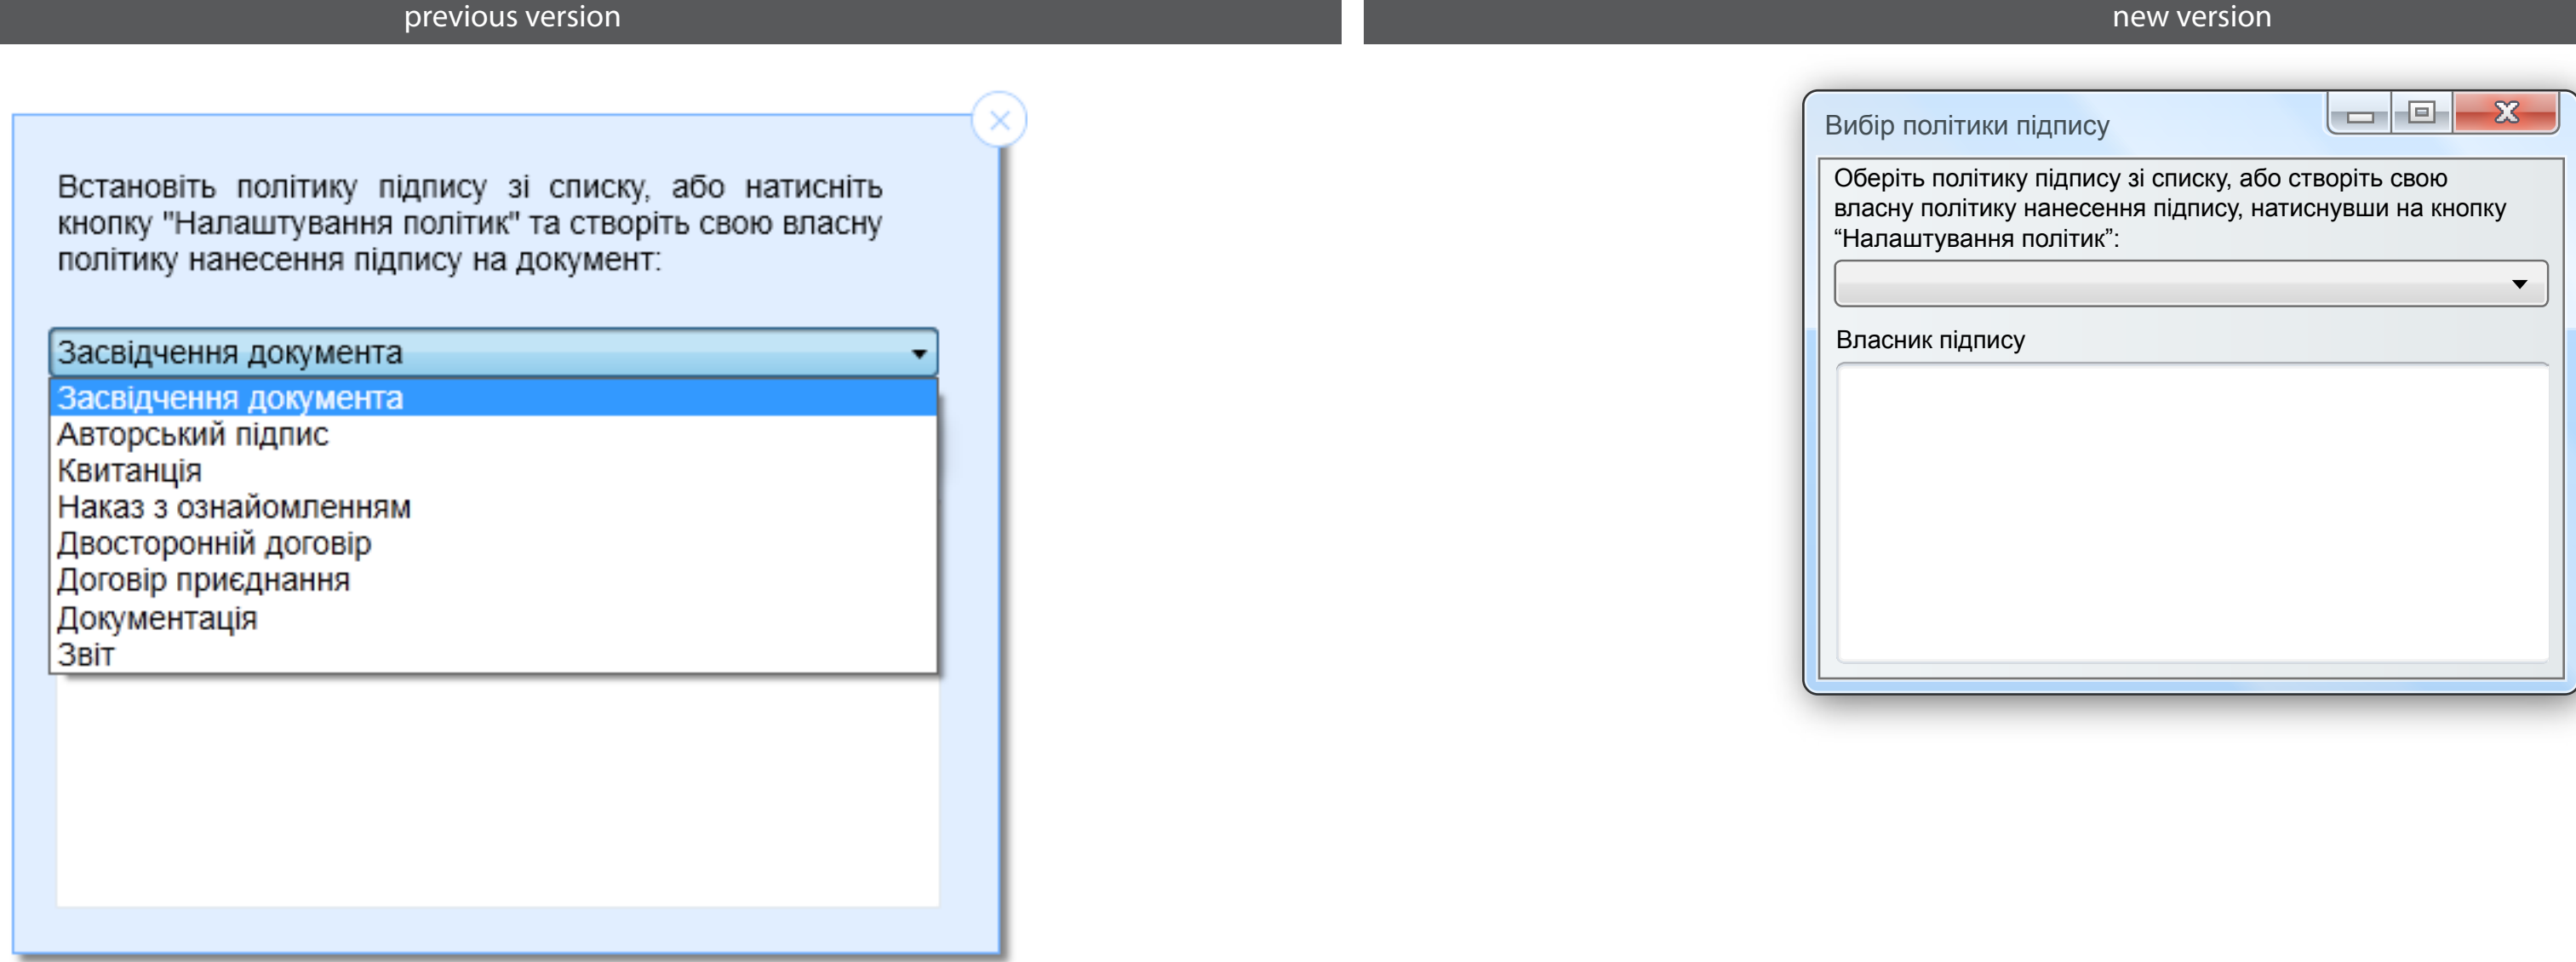 previous version
new version
Встановіть політику підпису зі списку, або натисніть
кнопку "Налаштування політик" та створіть свою власну
політику нанесення підпису на документ:
Засвідчення документа
Засвідчення документа
Авторський підпис
Квитанція
Наказ з ознайомленням
Двосторонній договір
Договір приєднання
Документація
Звіт
Вибір політики підпису
Оберіть політику підпису зі списку, або створіть свою
власну політику нанесення підпису, натиснувши на кнопку
“Налаштування політик”:
Власник підпису